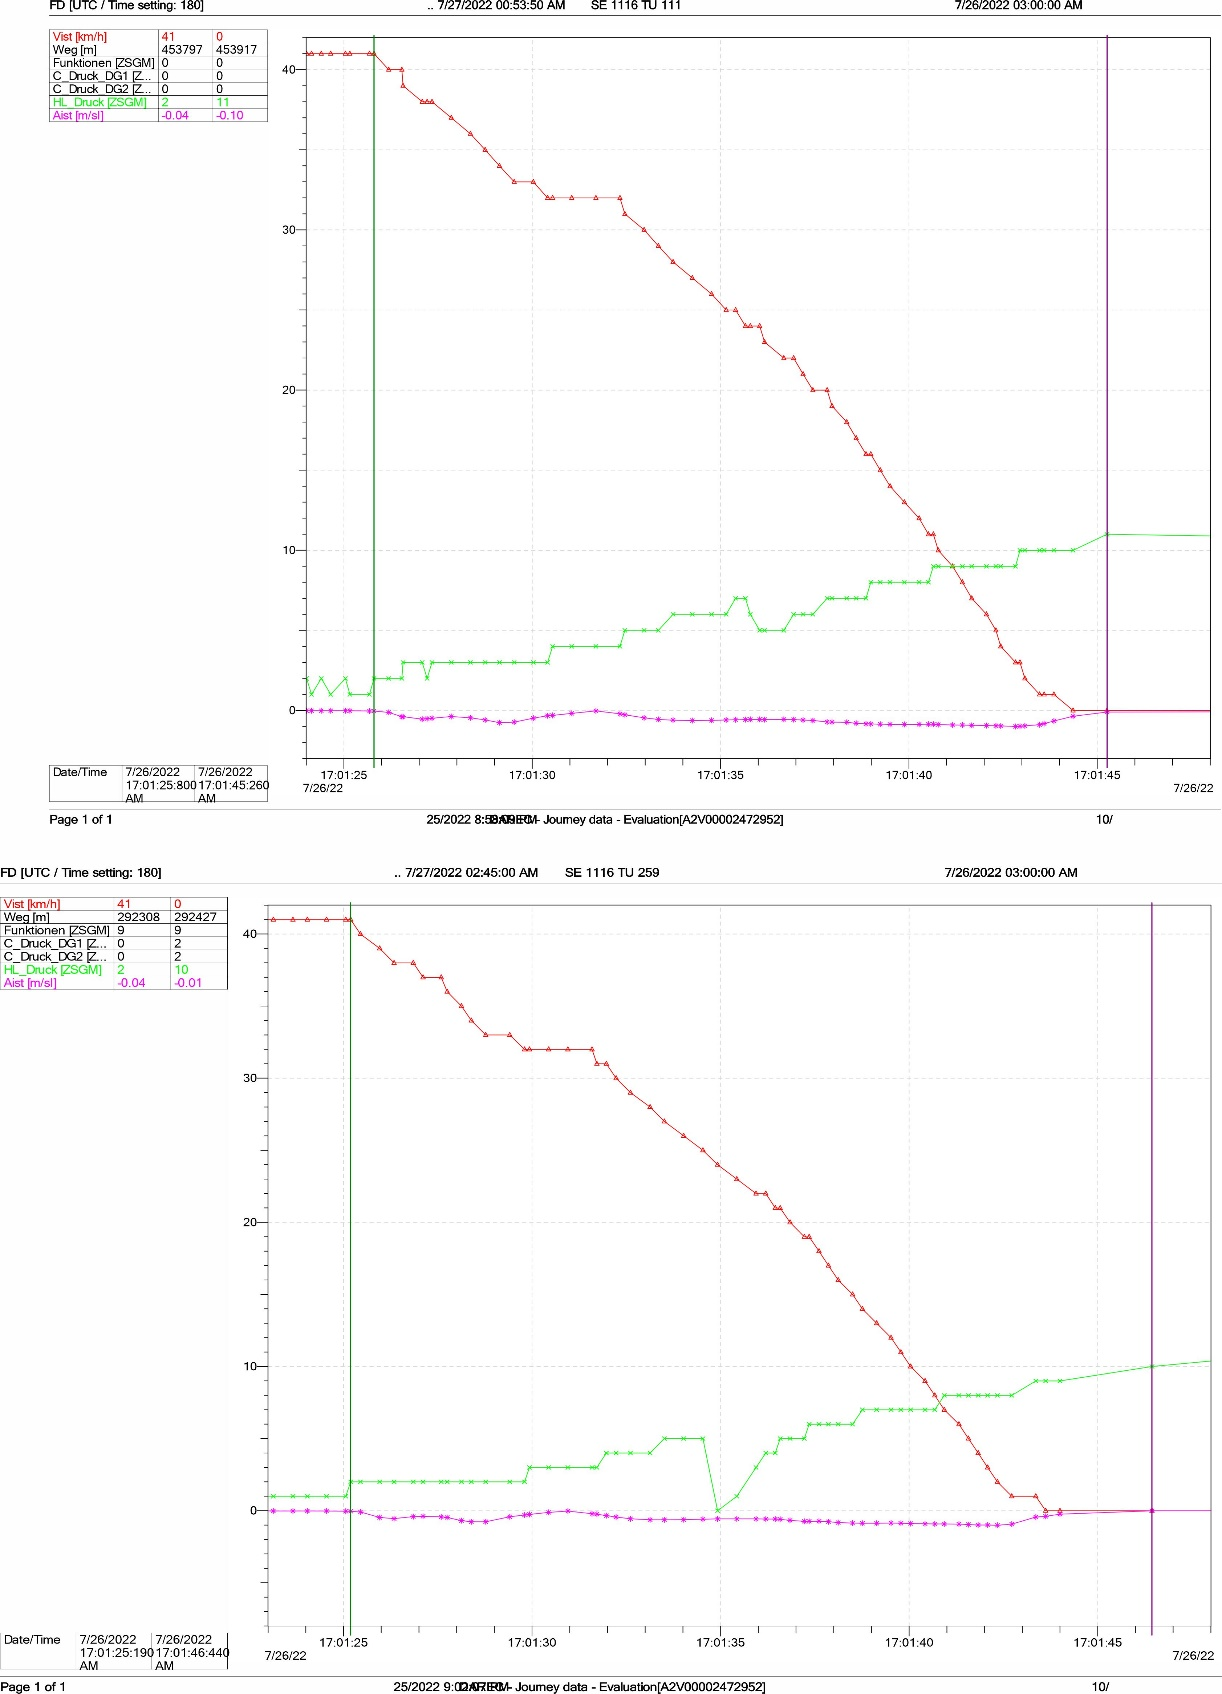 FD [UTC / Time setting: 180] .. 7/27/2022 00:53:50 AM SE 1116 TU 111 7/26/2022 03:00:00 AM
Vist [km/h] 41 0
Weg [m] 453797 453917
Funktionen [ZSGM] 0 0
C_Druck_DG1 [Z... 0 0
C_Druck_DG2 [Z... 0 0
HL_Druck [ZSGM] 2 11
Aist [m/sl] -0.04 -0.10
40
30
20
10
0
Date/Time 7/26/2022 7/26/2022
17:01:25:800 17:01:45:260
AM AM
17:01:25 17:01:30 17:01:35 17:01:40 17:01:45
7/26/22 7/26/22
Page 1 of 1 25/2022 - Journey data - Evaluation[A2V00002472952] 10/
FD [UTC / Time setting: 180] .. 7/27/2022 02:45:00 AM SE 1116 TU 259 7/26/2022 03:00:00 AM
Vist [km/h] 41 0
Weg [m] 292308 292427
Funktionen [ZSGM] 9 9
C_Druck_DG1 [Z... 0 2
C_Druck_DG2 [Z... 0 2
HL_Druck [ZSGM] 2 10
Aist [m/sl] -0.04 -0.01
40
30
20
10
0
Date/Time 7/26/2022 7/26/2022
17:01:25:190 17:01:46:440
AM AM
17:01:25 17:01:30 17:01:35 17:01:40 17:01:45
7/26/22 7/26/22
Page 1 of 1 25/2022 - Journey data - Evaluation[A2V00002472952] 10/